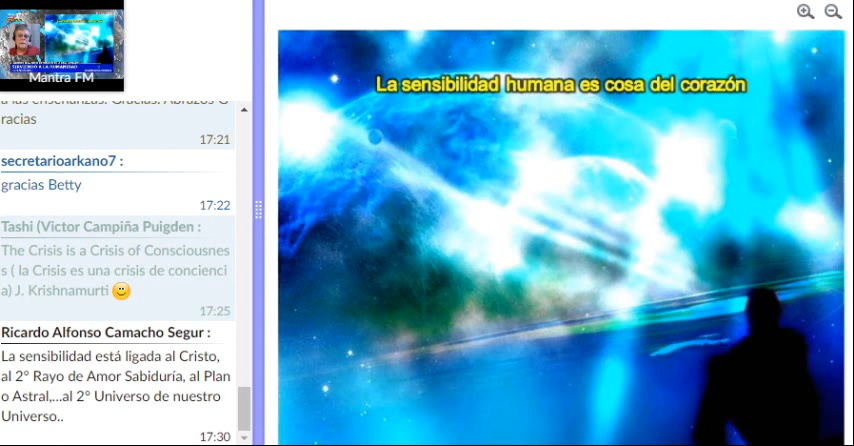 SIRVIENDO A LA HUMANIDAD
Mantra FM
a las enseñanzas. Gracias. Abrazos G
racias
17:21
secretarioarkano7 :
gracias Betty
17:22
Tashi (Victor Campiña Puigden :
The Crisis is a Crisis of Consciousnes
s ( la Crisis es una crisis de concienci
a) J. Krishnamurti
17:25
Ricardo Alfonso Camacho Segur :
La sensibilidad está ligada al Cristo,
al 2° Rayo de Amor Sabiduría, al Plan
o Astral,...al 2° Universo de nuestro
Universo..
17:30
La sensibilidad humana es cosa del corazón